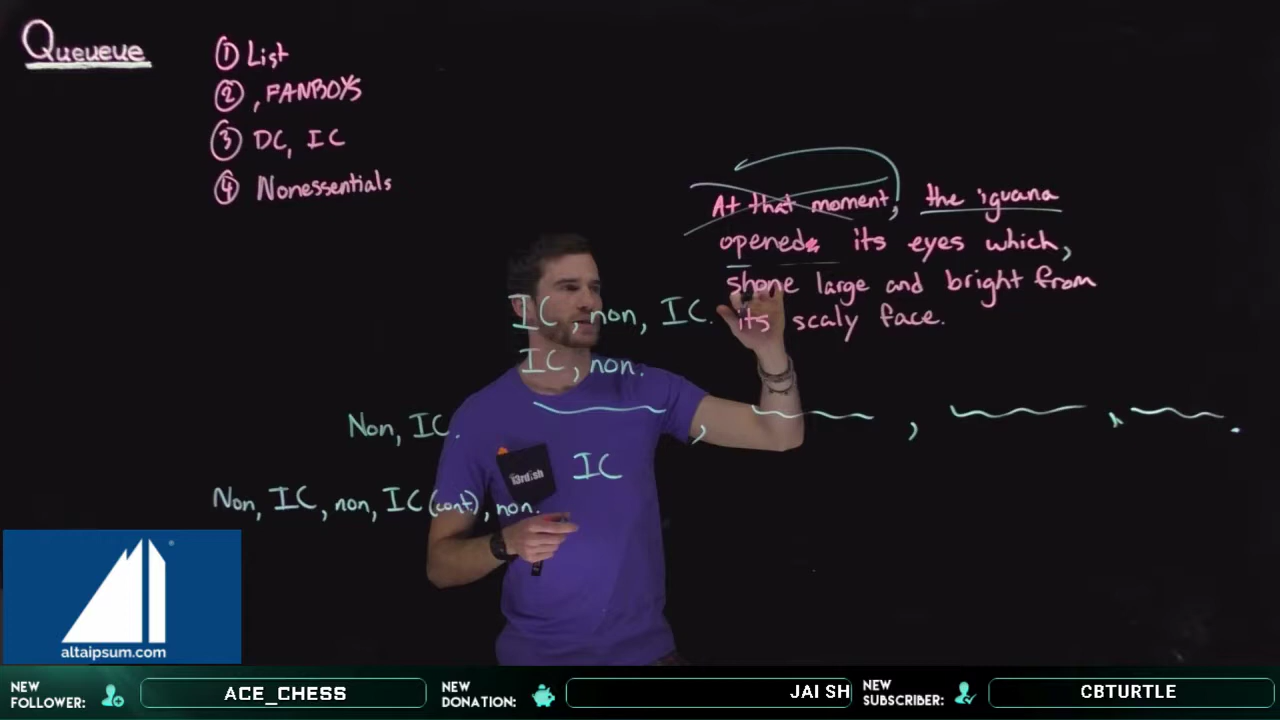 Queueue
① List
② , FANBOYS
③ DC, IC
④ Nonessentials
At that moment, the iguana
opened its eyes which,
shone large and bright from
its scaly face.
IC, non, IC.
IC, non.
Non, IC.
, , , .
IC
Non, IC, non, IC (cont), non.
altaipsum.com
NEW FOLLOWER: ACE_CHESS
NEW DONATION: JAI SH
NEW SUBSCRIBER: CBTURTLE